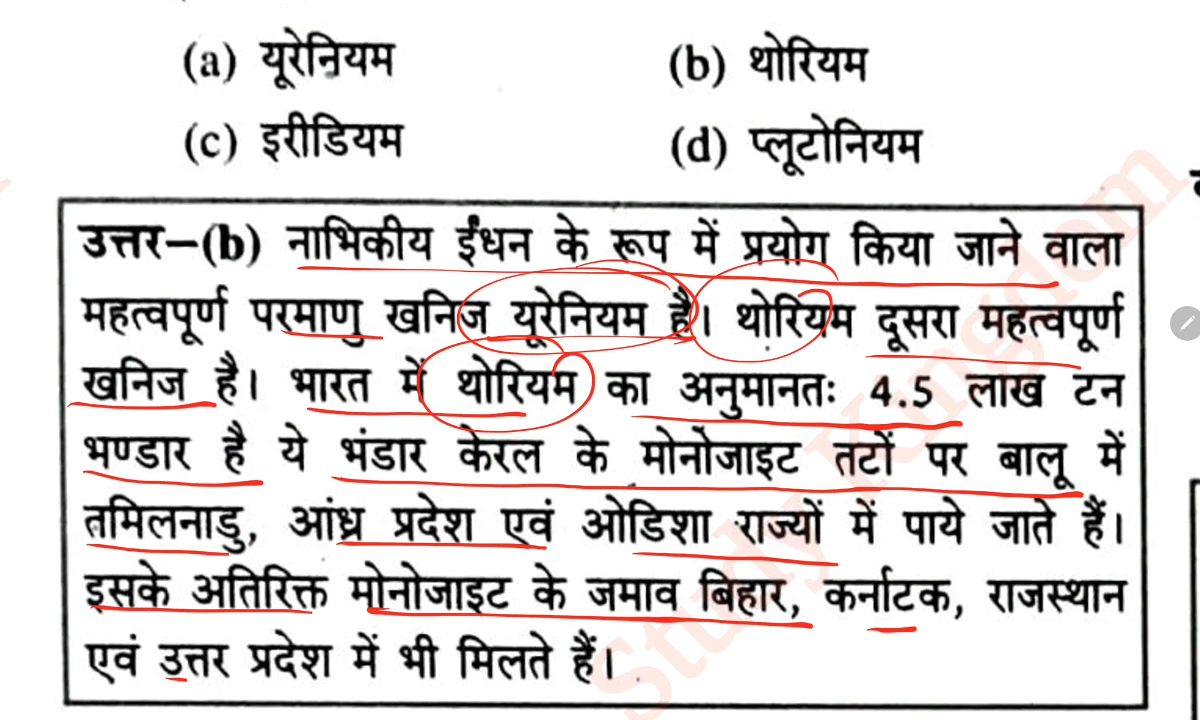 (a) यूरेनियम (b) थोरियम
(c) इरीडियम (d) प्लूटोनियम
उत्तर–(b) नाभिकीय ईंधन के रूप में प्रयोग किया जाने वाला
महत्वपूर्ण परमाणु खनिज यूरेनियम है। थोरियम दूसरा महत्वपूर्ण
खनिज है। भारत में थोरियम का अनुमानतः 4.5 लाख टन
भण्डार है ये भंडार केरल के मोनोजाइट तटों पर बालू में
तमिलनाडु, आंध्र प्रदेश एवं ओडिशा राज्यों में पाये जाते हैं।
इसके अतिरिक्त मोनोजाइट के जमाव बिहार, कर्नाटक, राजस्थान
एवं उत्तर प्रदेश में भी मिलते हैं।
Study Kingdom